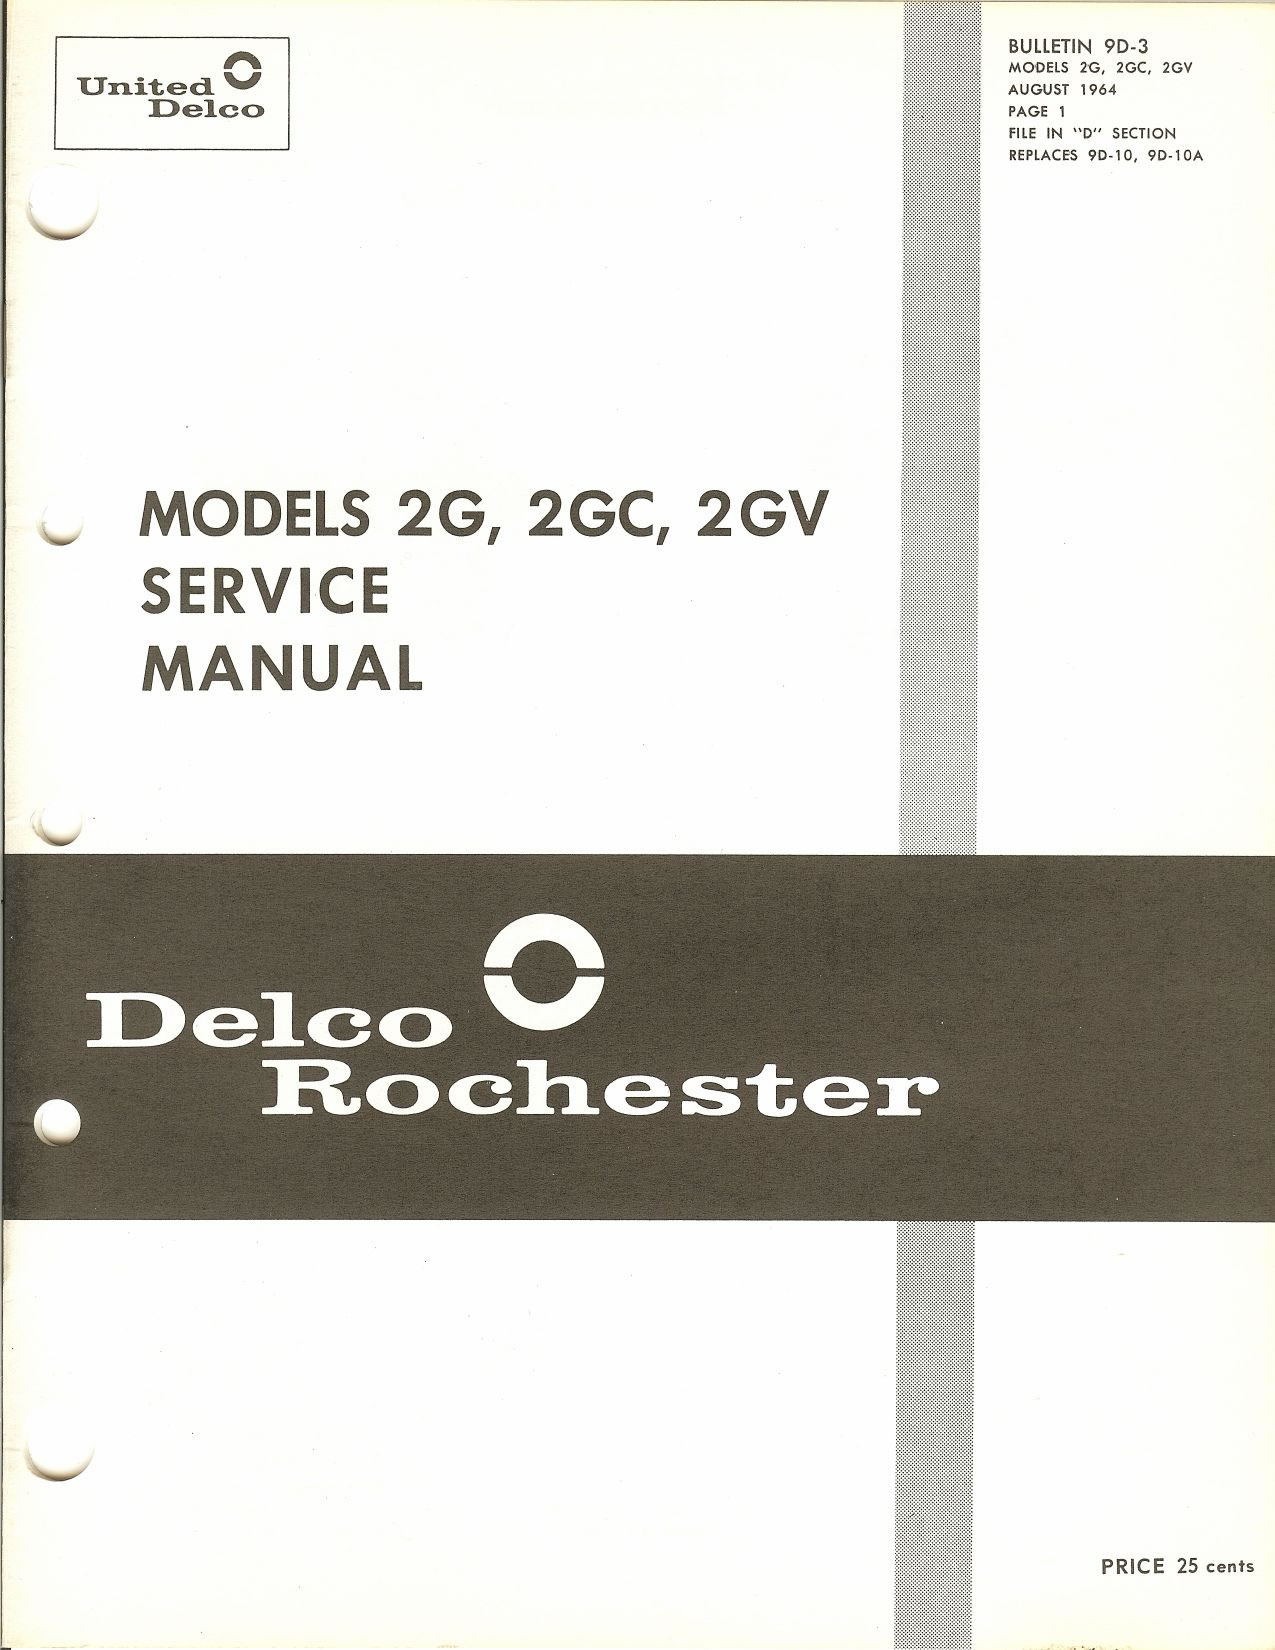 United
Delco
BULLETIN 9D-3
MODELS 2G, 2GC, 2GV
AUGUST 1964
PAGE 1
FILE IN "D" SECTION
REPLACES 9D-10, 9D-10A
MODELS 2G, 2GC, 2GV
SERVICE
MANUAL
Delco
Rochester
PRICE 25 cents